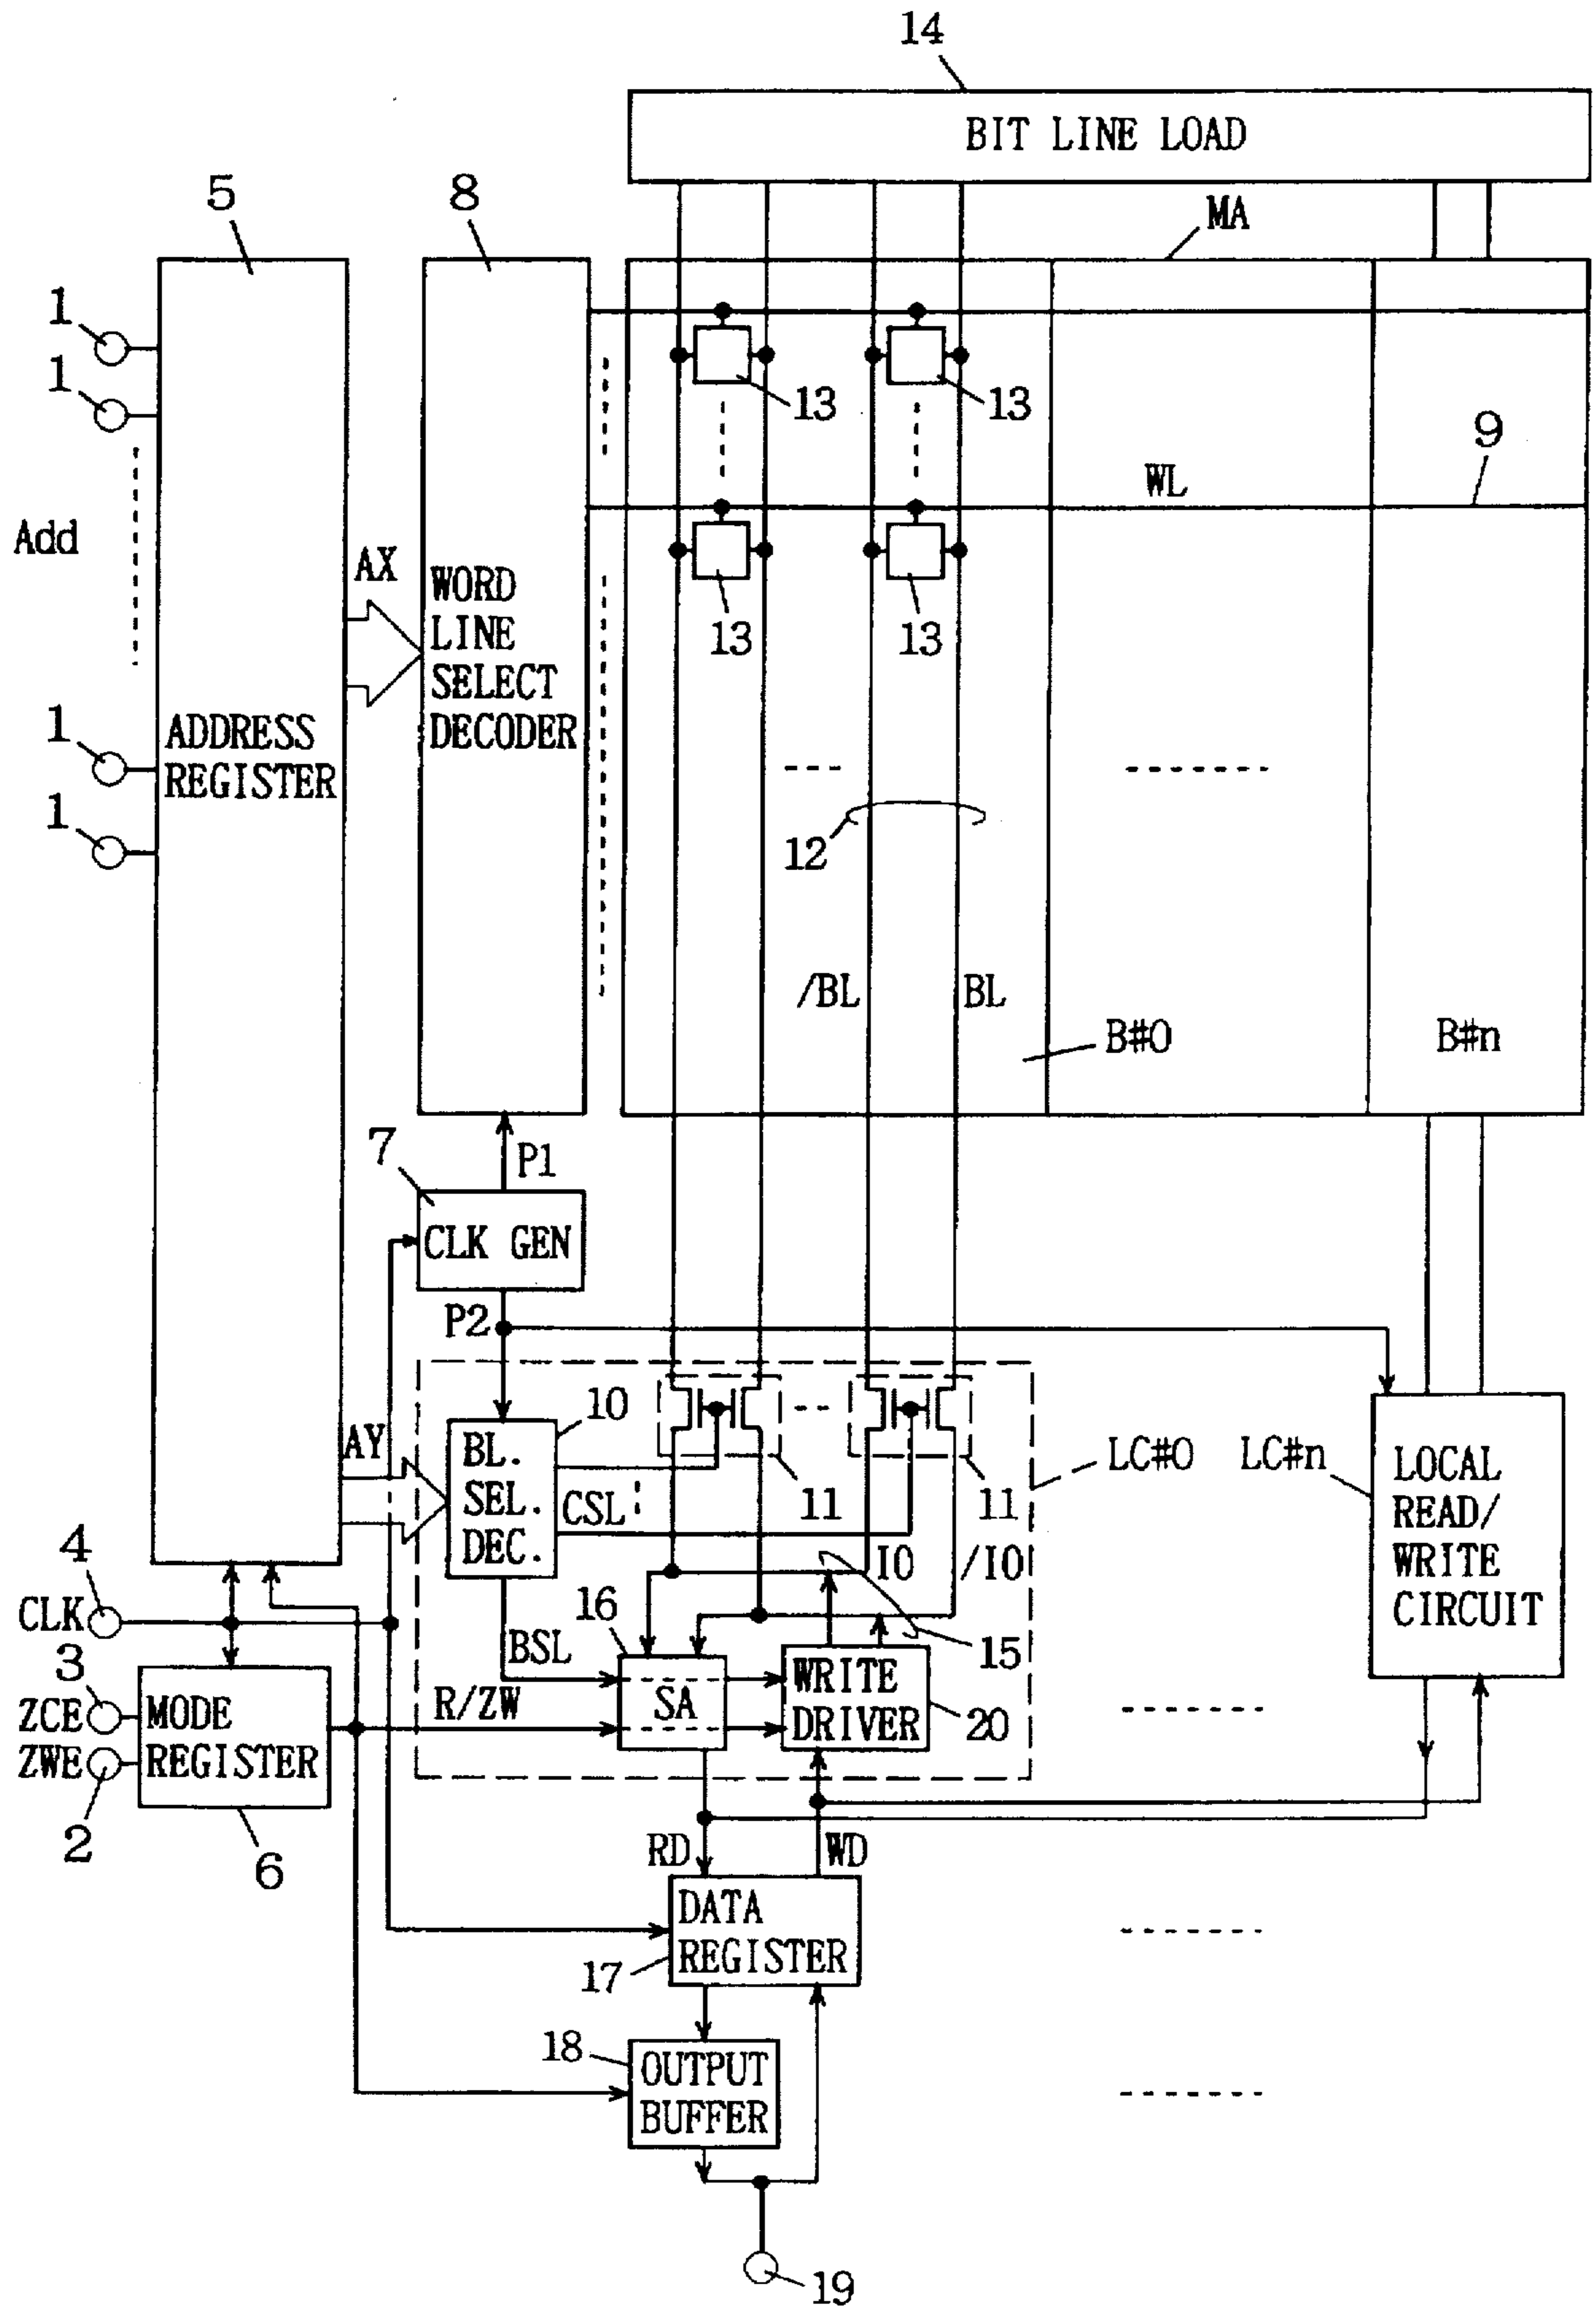 14
BIT LINE LOAD
5
8
MA
1
1
13
13
9
WL
Add
AX
WORD
LINE
SELECT
DECODER
13
13
1
ADDRESS
REGISTER
1
12
/BL
BL
B#0
B#n
7
P1
CLK GEN
P2
10
AY
BL.
SEL.
DEC.
CSL
11
11
LC#0
LC#n
LOCAL
READ/
WRITE
CIRCUIT
IO
/IO
4
CLK
16
BSL
15
3
ZCE
MODE
REGISTER
R/ZW
SA
WRITE
DRIVER
20
ZWE
2
6
RD
WD
DATA
REGISTER
17
18
OUTPUT
BUFFER
19